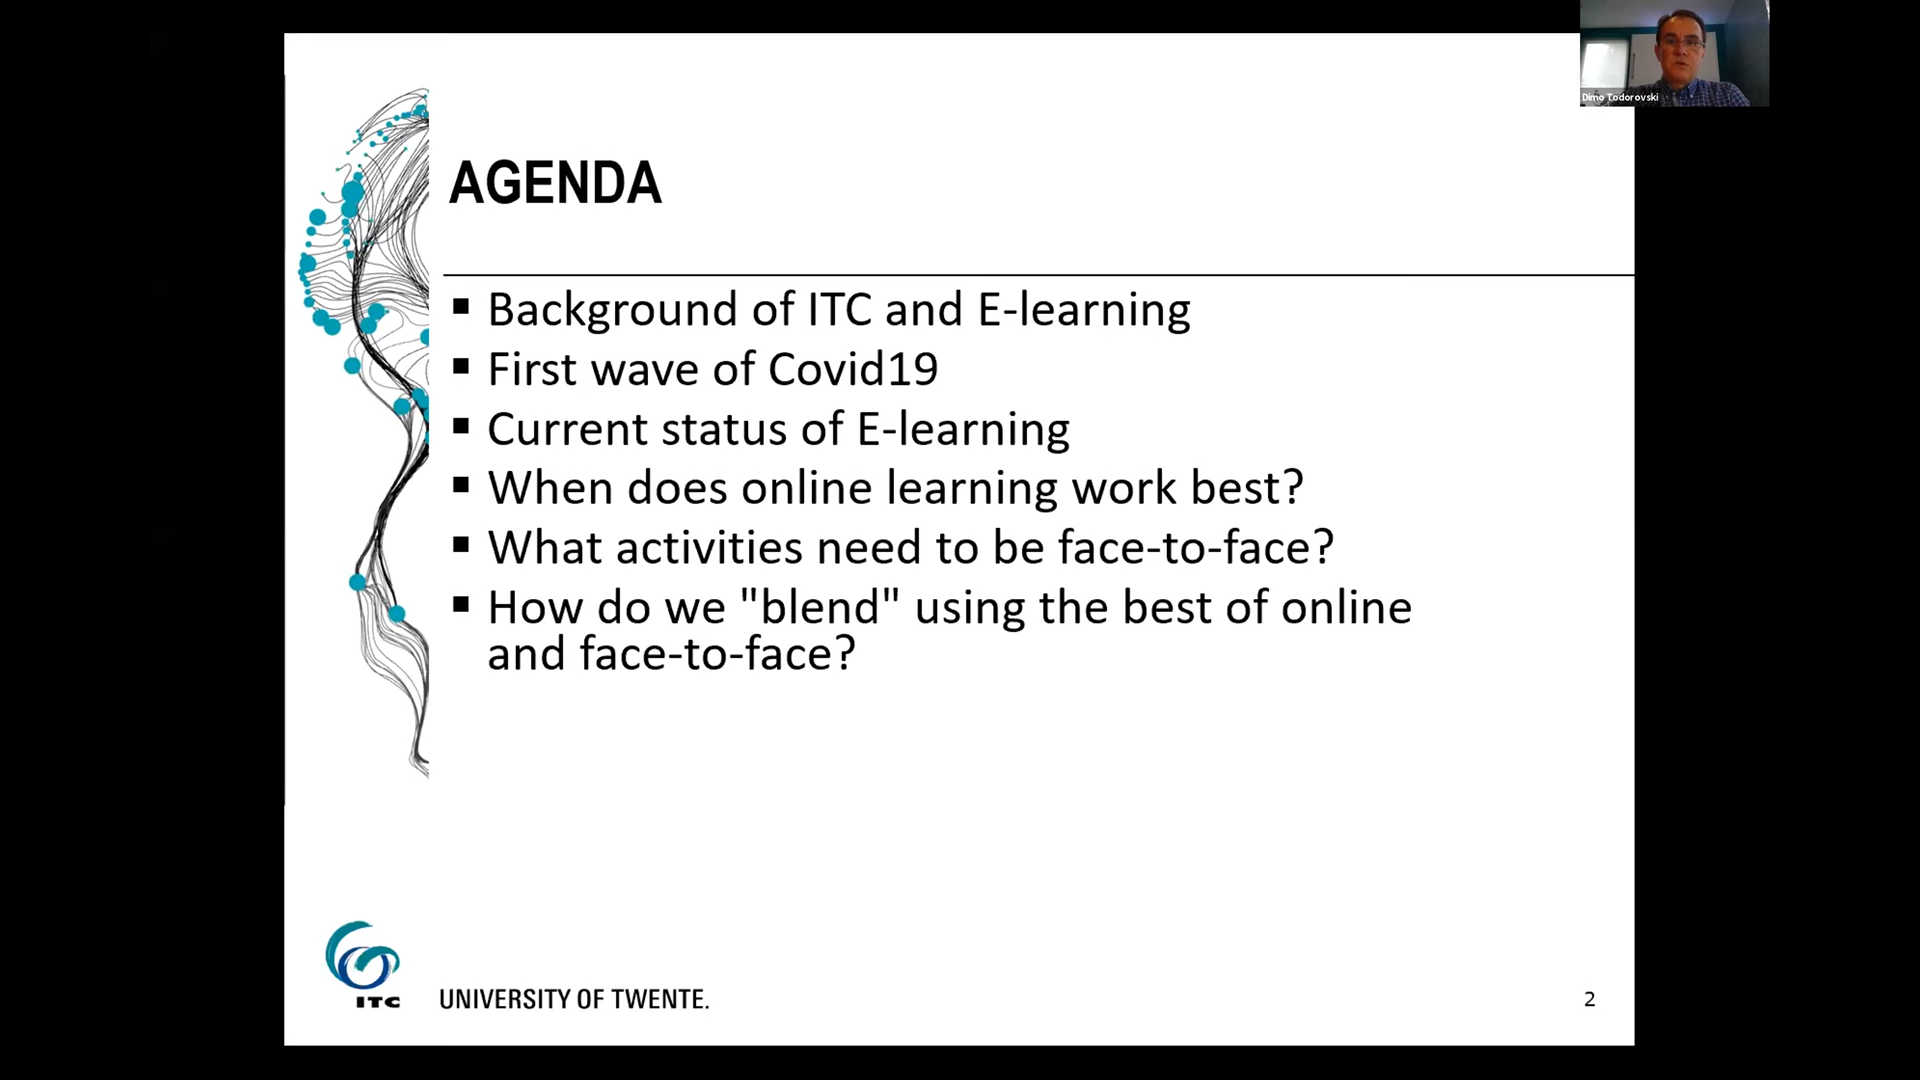 Dimo Todorovski
AGENDA
▪ Background of ITC and E-learning
▪ First wave of Covid19
▪ Current status of E-learning
▪ When does online learning work best?
▪ What activities need to be face-to-face?
▪ How do we "blend" using the best of online
and face-to-face?
ITC
UNIVERSITY OF TWENTE.
2